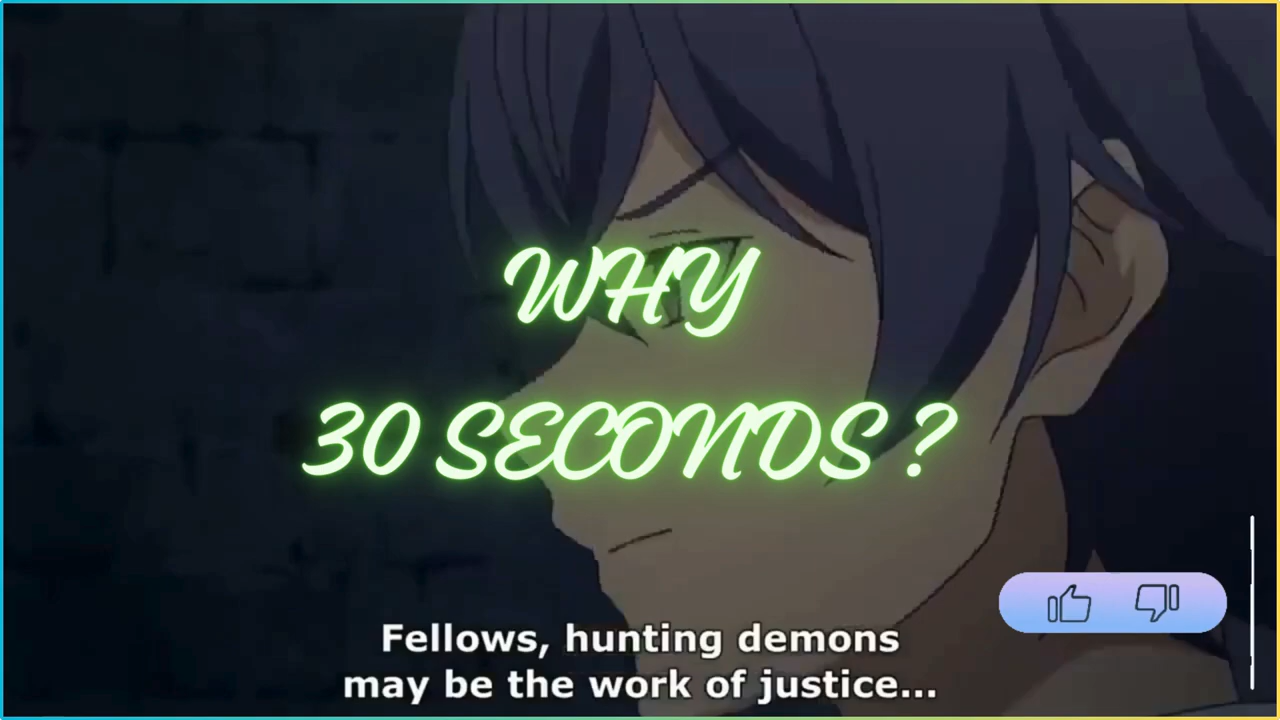 WHY
30 SECONDS ?
Fellows, hunting demons
may be the work of justice...